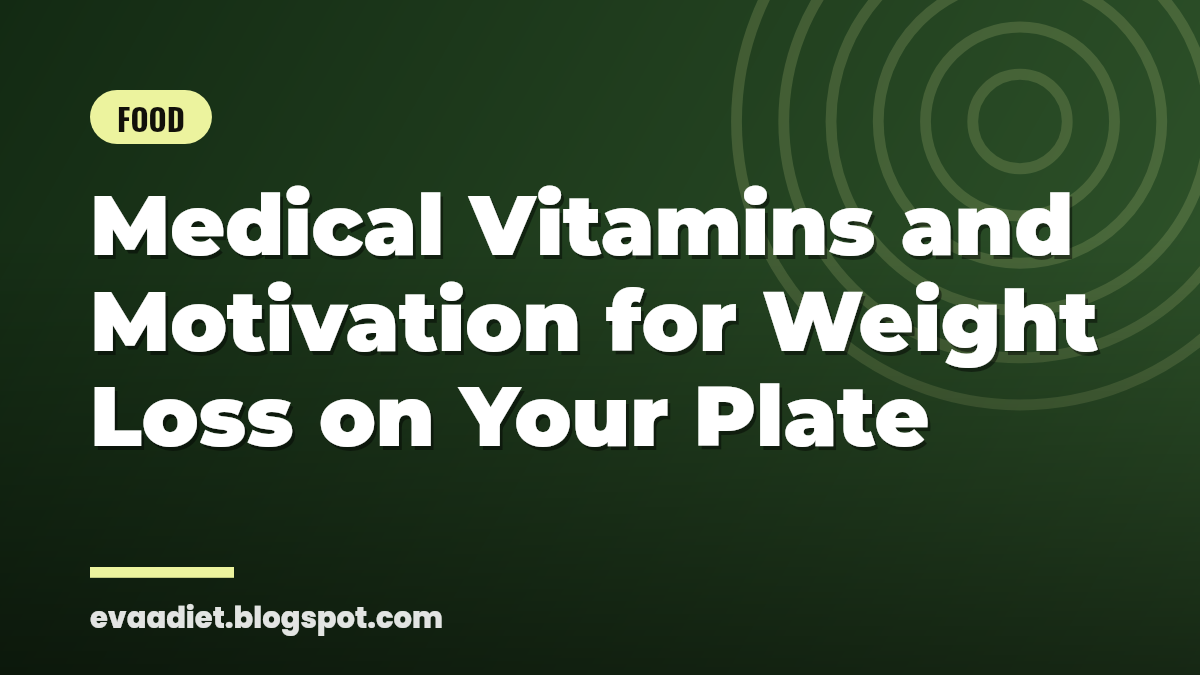 FOOD
Medical Vitamins and
Motivation for Weight
Loss on Your Plate
evaadiet.blogspot.com